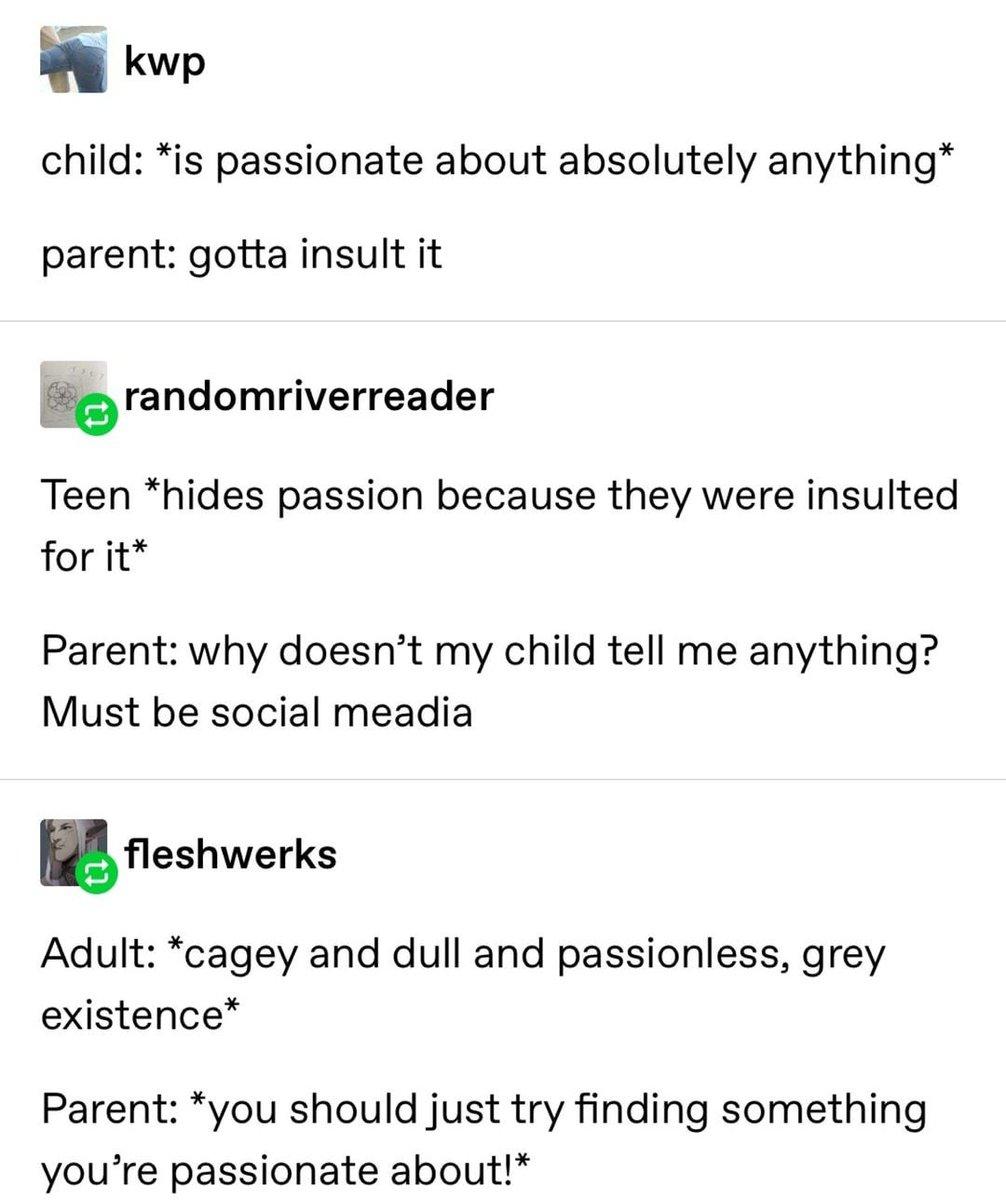 kwp
child: *is passionate about absolutely anything*
parent: gotta insult it
randomriverreader
Teen *hides passion because they were insulted
for it*
Parent: why doesn’t my child tell me anything?
Must be social meadia
fleshwerks
Adult: *cagey and dull and passionless, grey
existence*
Parent: *you should just try finding something
you’re passionate about!*